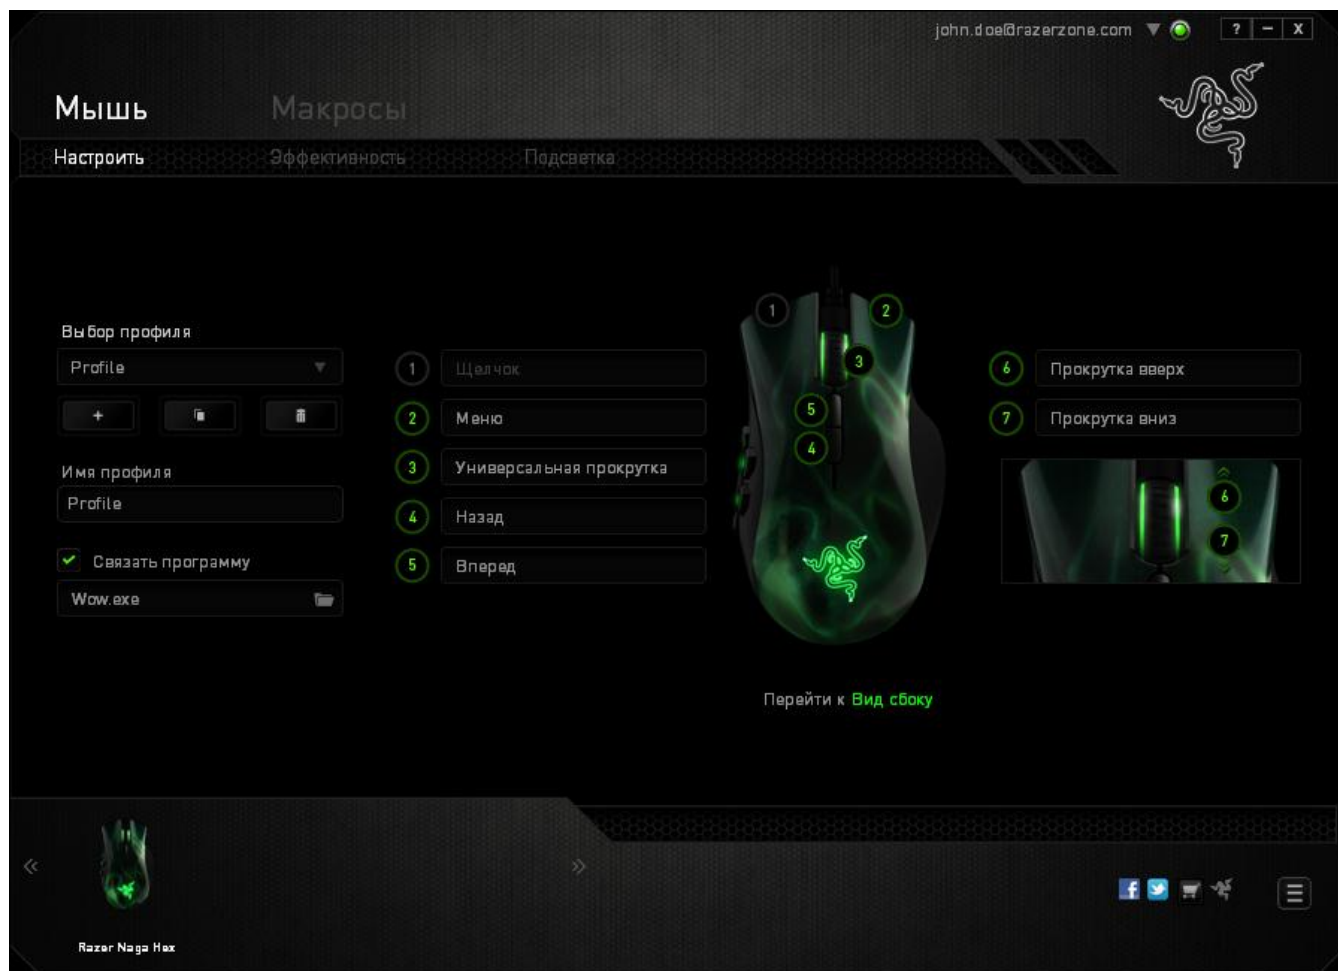 john.doe@razerzone.com
? – X
Мышь
Макросы
Настроить
Эффективность
Подсветка
Выбор профиля
Profile
+
Имя профиля
Profile
Связать программу
Wow.exe
1 Щелчок
2 Меню
3 Универсальная прокрутка
4 Назад
5 Вперед
1
2
3
5
4
Перейти к Вид сбоку
6 Прокрутка вверх
7 Прокрутка вниз
6
7
Razer Naga Hex